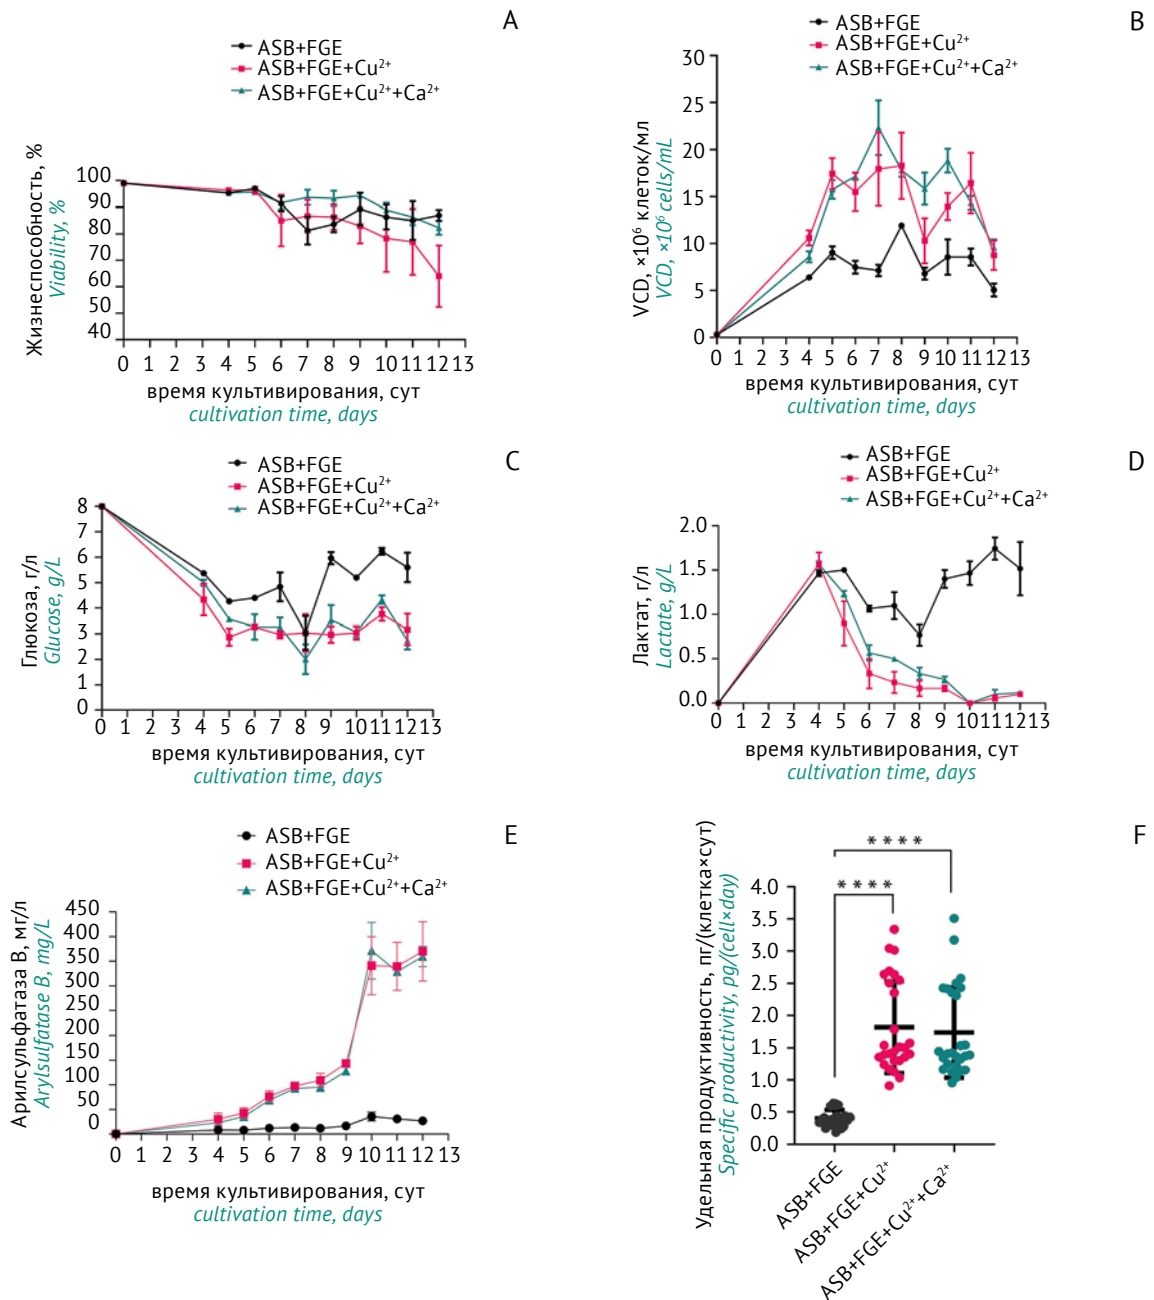 A
ASB+FGE
ASB+FGE+Cu²⁺
ASB+FGE+Cu²⁺+Ca²⁺
Жизнеспособность, %
Viability, %
100
90
80
70
60
50
40
0 1 2 3 4 5 6 7 8 9 10 11 12 13
время культивирования, сут
cultivation time, days
B
ASB+FGE
ASB+FGE+Cu²⁺
ASB+FGE+Cu²⁺+Ca²⁺
VCD, ×10⁶ клеток/мл
VCD, ×10⁶ cells/mL
30
25
20
15
10
5
0
0 1 2 3 4 5 6 7 8 9 10 11 12 13
время культивирования, сут
cultivation time, days
C
ASB+FGE
ASB+FGE+Cu²⁺
ASB+FGE+Cu²⁺+Ca²⁺
Глюкоза, г/л
Glucose, g/L
8
7
6
5
4
3
2
1
0
0 1 2 3 4 5 6 7 8 9 10 11 12 13
время культивирования, сут
cultivation time, days
D
ASB+FGE
ASB+FGE+Cu²⁺
ASB+FGE+Cu²⁺+Ca²⁺
Лактат, г/л
Lactate, g/L
2.0
1.5
1.0
0.5
0.0
0 1 2 3 4 5 6 7 8 9 10 11 12 13
время культивирования, сут
cultivation time, days
E
ASB+FGE
ASB+FGE+Cu²⁺
ASB+FGE+Cu²⁺+Ca²⁺
Арилсульфатаза B, мг/л
Arylsulfatase B, mg/L
450
400
350
300
250
200
150
100
50
0
0 1 2 3 4 5 6 7 8 9 10 11 12 13
время культивирования, сут
cultivation time, days
F
Удельная продуктивность, пг/(клетка×сут)
Specific productivity, pg/(cell×day)
****
****
4.0
3.5
3.0
2.5
2.0
1.5
1.0
0.5
0.0
ASB+FGE
ASB+FGE+Cu²⁺
ASB+FGE+Cu²⁺+Ca²⁺